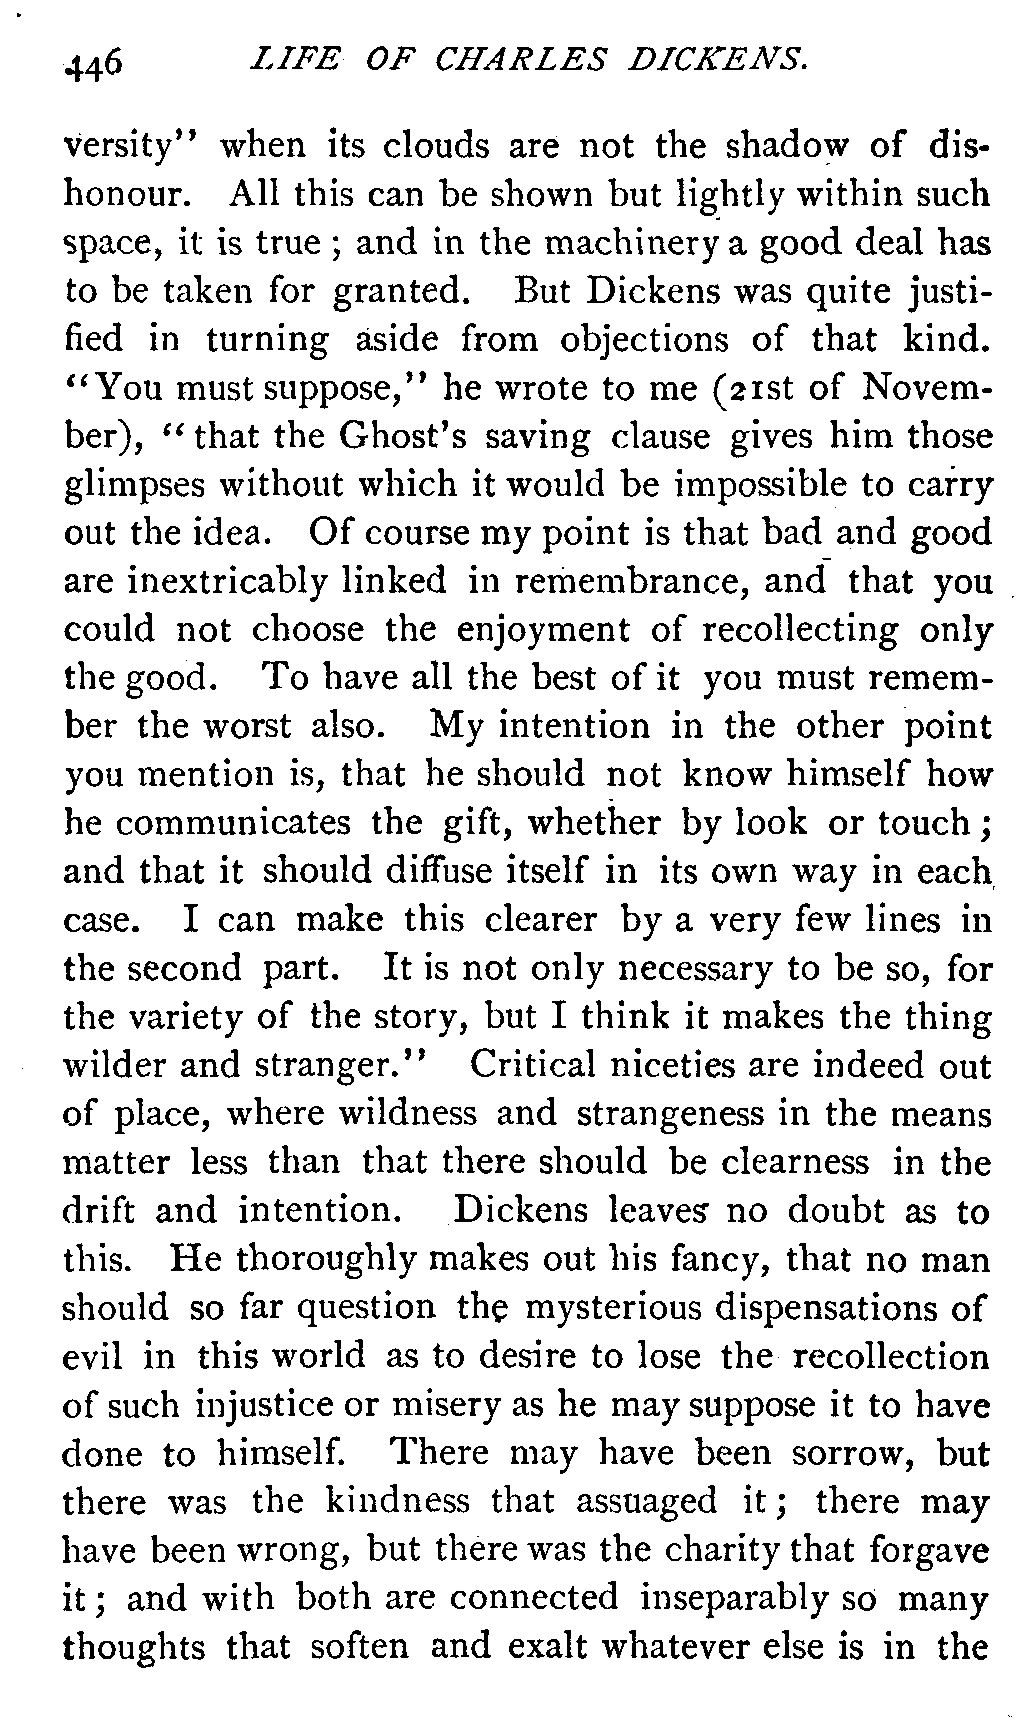 446 LIFE OF CHARLES DICKENS.
versity" when its clouds are not the shadow of dis-
honour. All this can be shown but lightly within such
space, it is true ; and in the machinery a good deal has
to be taken for granted. But Dickens was quite justi-
fied in turning aside from objections of that kind.
"You must suppose," he wrote to me (21st of Novem-
ber), "that the Ghost's saving clause gives him those
glimpses without which it would be impossible to carry
out the idea. Of course my point is that bad and good
are inextricably linked in remembrance, and that you
could not choose the enjoyment of recollecting only
the good. To have all the best of it you must remem-
ber the worst also. My intention in the other point
you mention is, that he should not know himself how
he communicates the gift, whether by look or touch ;
and that it should diffuse itself in its own way in each
case. I can make this clearer by a very few lines in
the second part. It is not only necessary to be so, for
the variety of the story, but I think it makes the thing
wilder and stranger." Critical niceties are indeed out
of place, where wildness and strangeness in the means
matter less than that there should be clearness in the
drift and intention. Dickens leaves no doubt as to
this. He thoroughly makes out his fancy, that no man
should so far question the mysterious dispensations of
evil in this world as to desire to lose the recollection
of such injustice or misery as he may suppose it to have
done to himself. There may have been sorrow, but
there was the kindness that assuaged it ; there may
have been wrong, but there was the charity that forgave
it ; and with both are connected inseparably so many
thoughts that soften and exalt whatever else is in the